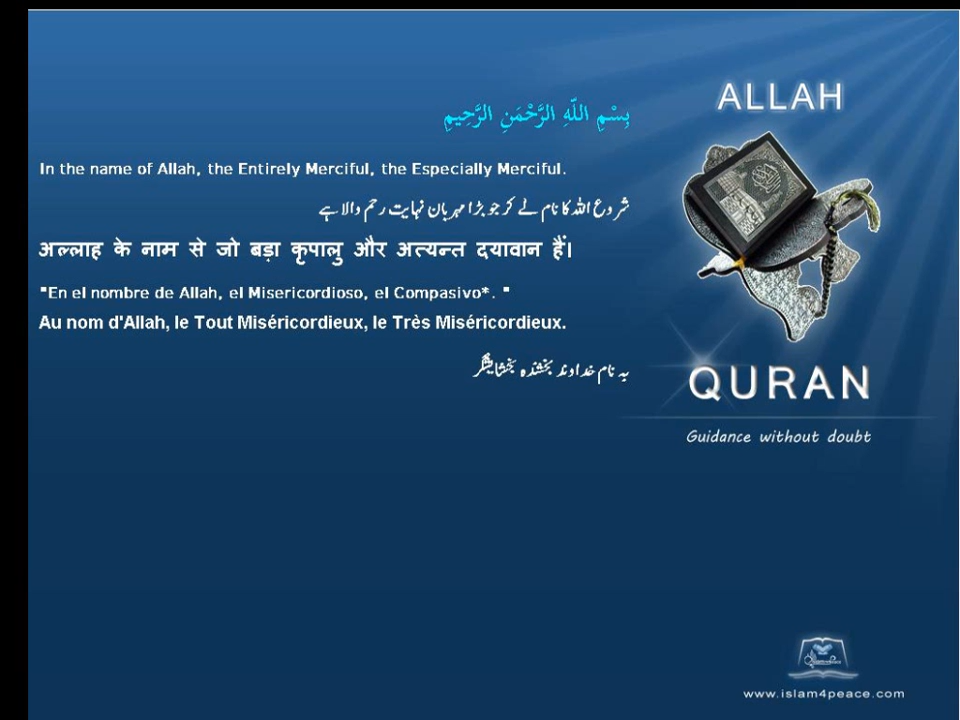 بِسْمِ اللَّهِ الرَّحْمَنِ الرَّحِيمِ
In the name of Allah, the Entirely Merciful, the Especially Merciful.
شروع الله کا نام لے کر جو بڑا مہربان نہایت رحم والا ہے
अल्लाह के नाम से जो बड़ा कृपालु और अत्यन्त दयावान हैं।
"En el nombre de Allah, el Misericordioso, el Compasivo*. "
Au nom d'Allah, le Tout Miséricordieux, le Très Miséricordieux.
به نام خداوند بخشنده بخشایشگر
ALLAH
QURAN
Guidance without doubt
www.islam4peace.com